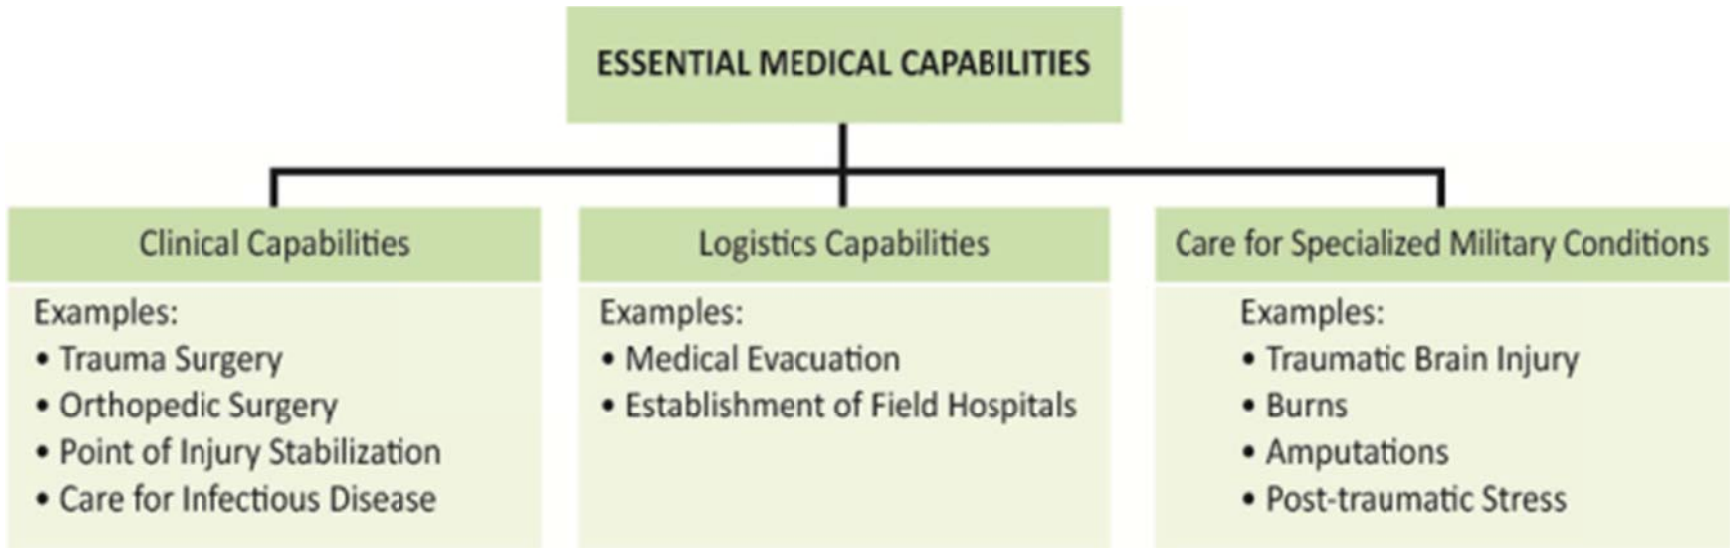 ESSENTIAL MEDICAL CAPABILITIES
Clinical Capabilities
Examples:
• Trauma Surgery
• Orthopedic Surgery
• Point of Injury Stabilization
• Care for Infectious Disease
Logistics Capabilities
Examples:
• Medical Evacuation
• Establishment of Field Hospitals
Care for Specialized Military Conditions
Examples:
• Traumatic Brain Injury
• Burns
• Amputations
• Post-traumatic Stress